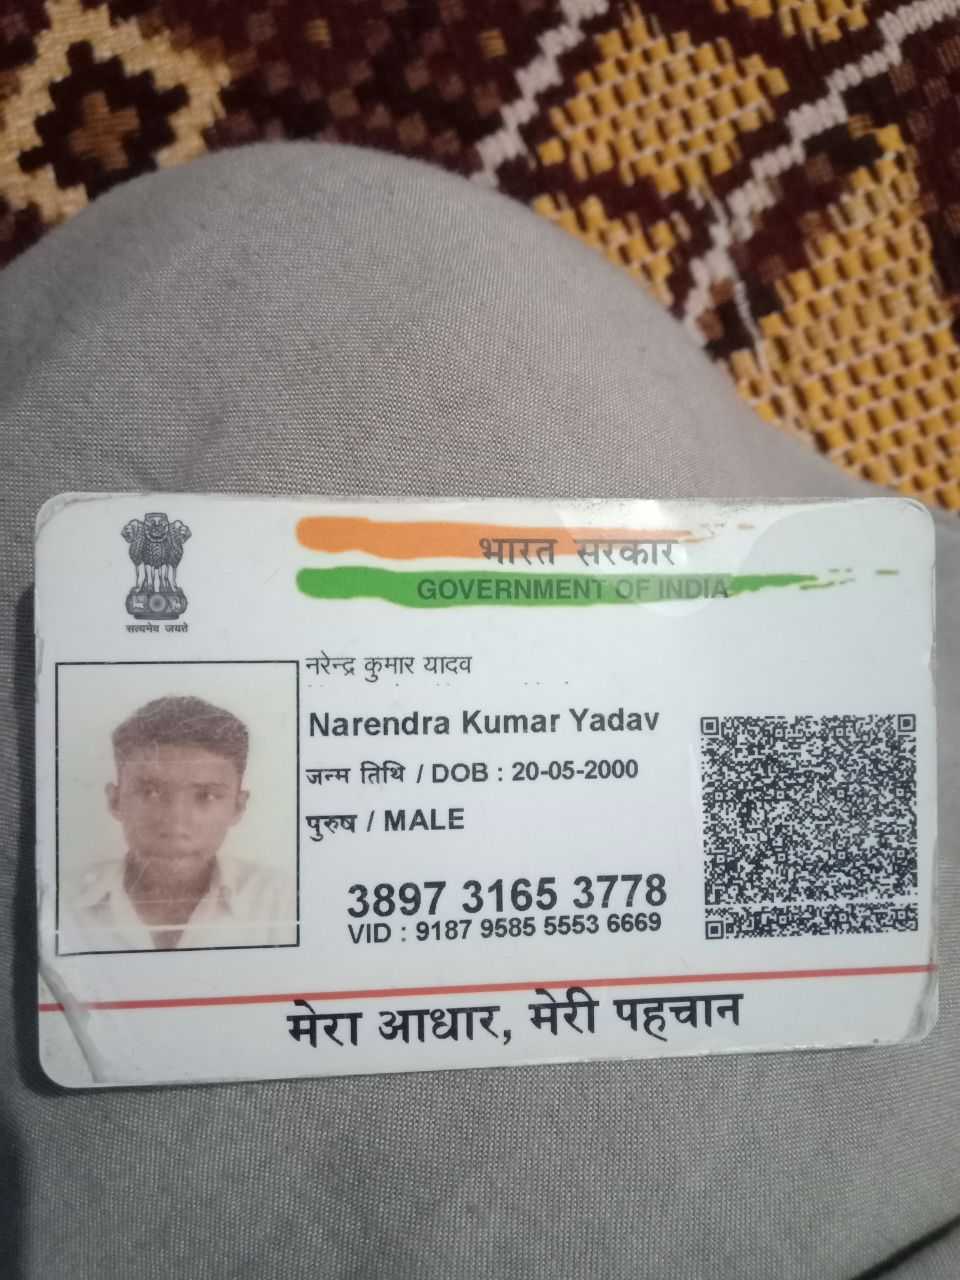 सत्यमेव जयते
भारत सरकार
GOVERNMENT OF INDIA
नरेन्द्र कुमार यादव
Narendra Kumar Yadav
जन्म तिथि / DOB : 20-05-2000
पुरुष / MALE
3897 3165 3778
VID : 9187 9585 5553 6669
मेरा आधार, मेरी पहचान